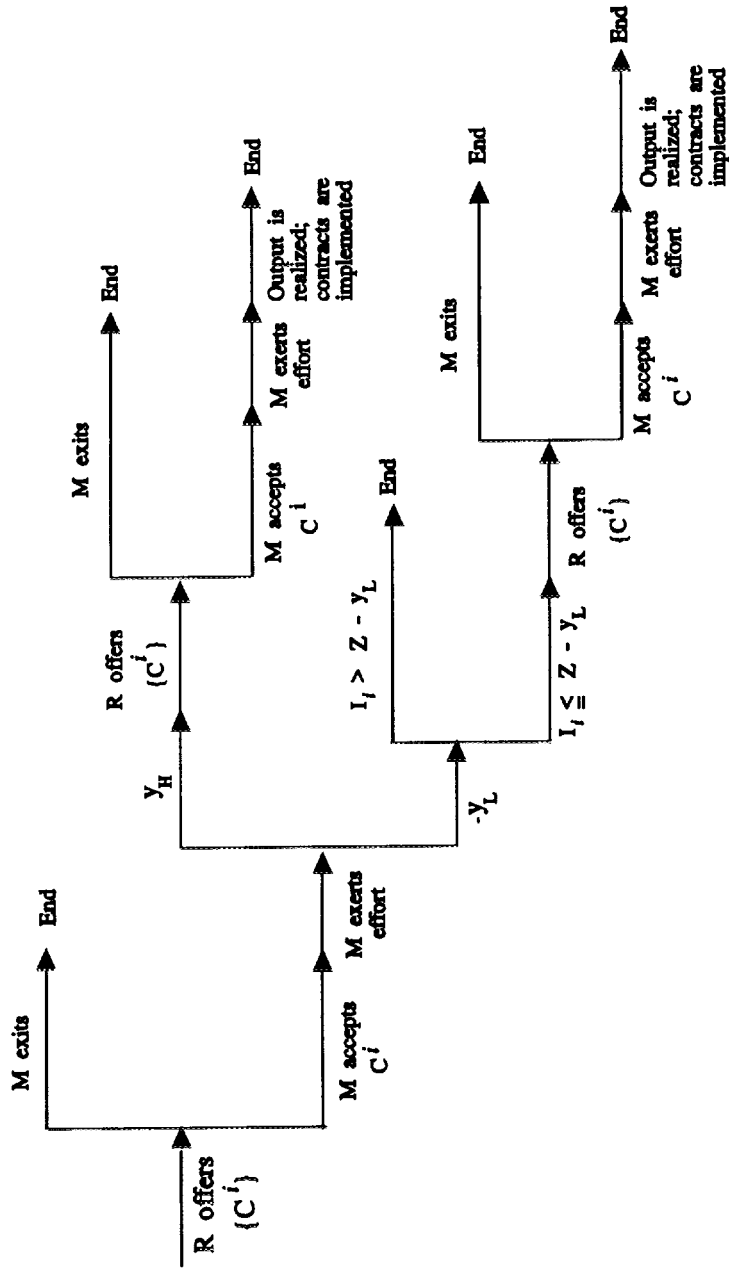 R offers
{C^i}
M exits
End
M accepts
C^i
M exerts
effort
y_H
R offers
{C^i}
M exits
End
M accepts
C^i
M exerts
effort
Output is
realized;
contracts are
implemented
End
-y_L
I_i > Z - y_L
End
I_i ≦ Z - y_L
R offers
{C^i}
M exits
End
M accepts
C^i
M exerts
effort
Output is
realized;
contracts are
implemented
End